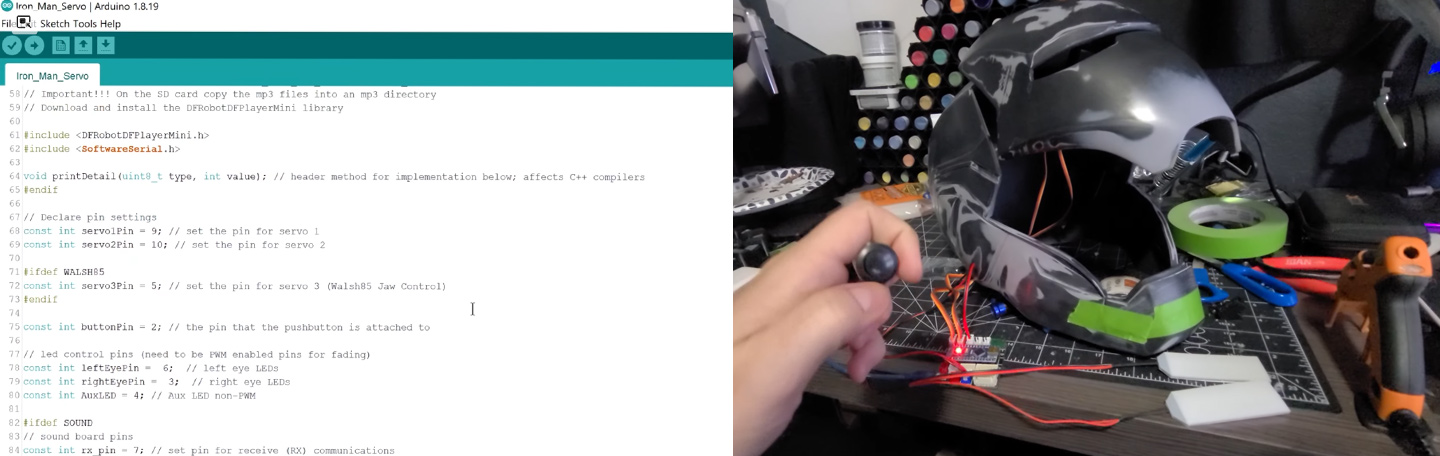 Iron_Man_Servo | Arduino 1.8.19
File Sketch Tools Help
Iron_Man_Servo
58 // Important!!! On the SD card copy the mp3 files into an mp3 directory
59 // Download and install the DFRobotDFPlayerMini library
60
61 #include <DFRobotDFPlayerMini.h>
62 #include <SoftwareSerial.h>
63
64 void printDetail(uint8_t type, int value); // header method for implementation below; affects C++ compilers
65 #endif
66
67 // Declare pin settings
68 const int servo1Pin = 9; // set the pin for servo 1
69 const int servo2Pin = 10; // set the pin for servo 2
70
71 #ifdef WALSH85
72 const int servo3Pin = 5; // set the pin for servo 3 (Walsh85 Jaw Control)
73 #endif
74
75 const int buttonPin = 2; // the pin that the pushbutton is attached to
76
77 // led control pins (need to be PWM enabled pins for fading)
78 const int leftEyePin =  6;  // left eye LEDs
79 const int rightEyePin =  3;  // right eye LEDs
80 const int AuxLED = 4; // Aux LED non-PWM
81
82 #ifdef SOUND
83 // sound board pins
84 const int rx_pin = 7; // set pin for receive (RX) communications